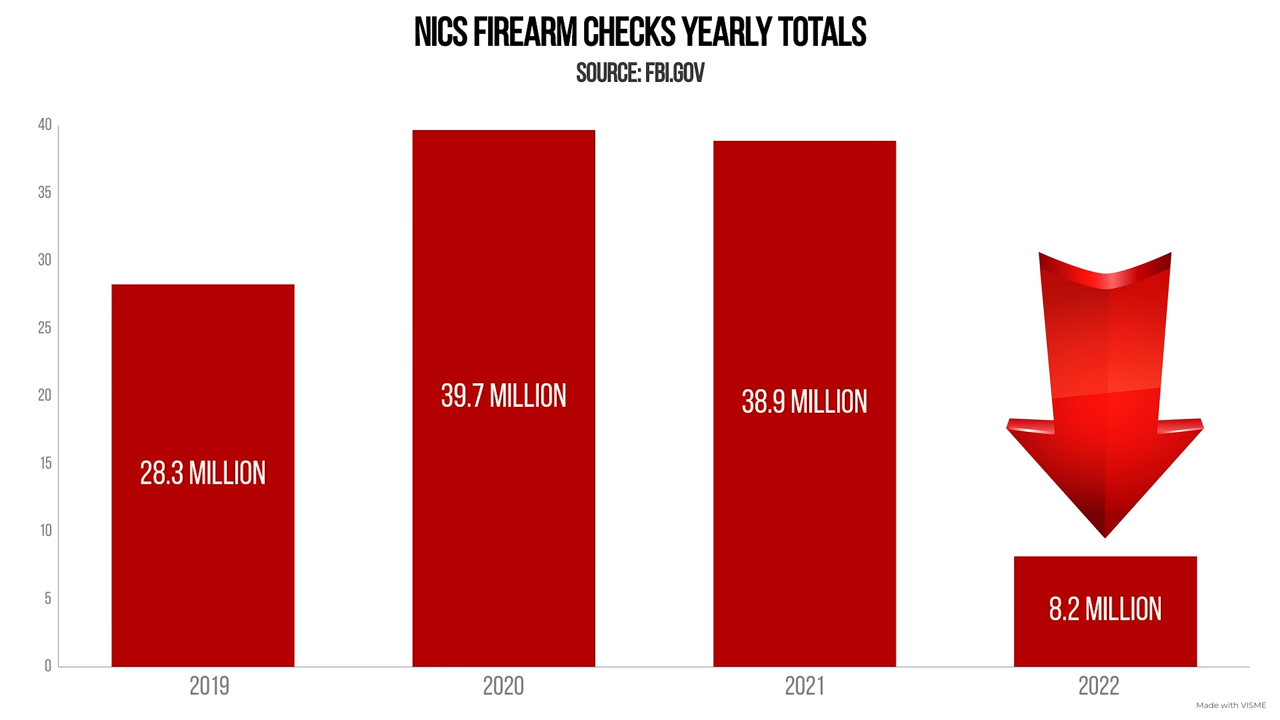 NICS FIREARM CHECKS YEARLY TOTALS
SOURCE: FBI.GOV
40
35
30
25
20
15
10
5
0
28.3 MILLION
39.7 MILLION
38.9 MILLION
8.2 MILLION
2019
2020
2021
2022
Made with VISME